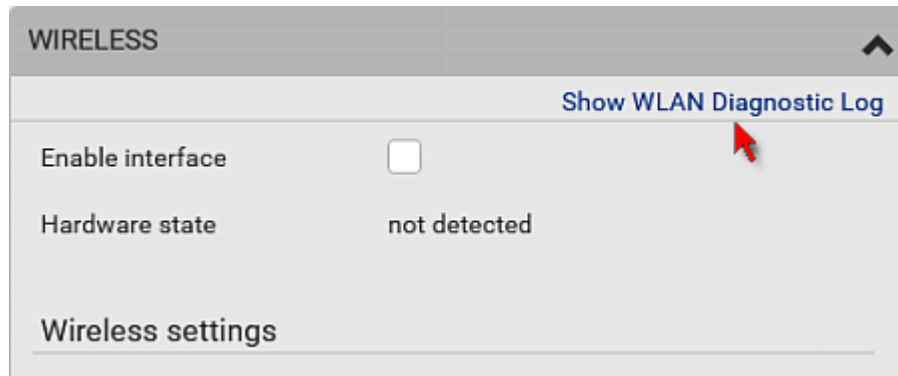 WIRELESS
Show WLAN Diagnostic Log
Enable interface
Hardware state not detected
Wireless settings